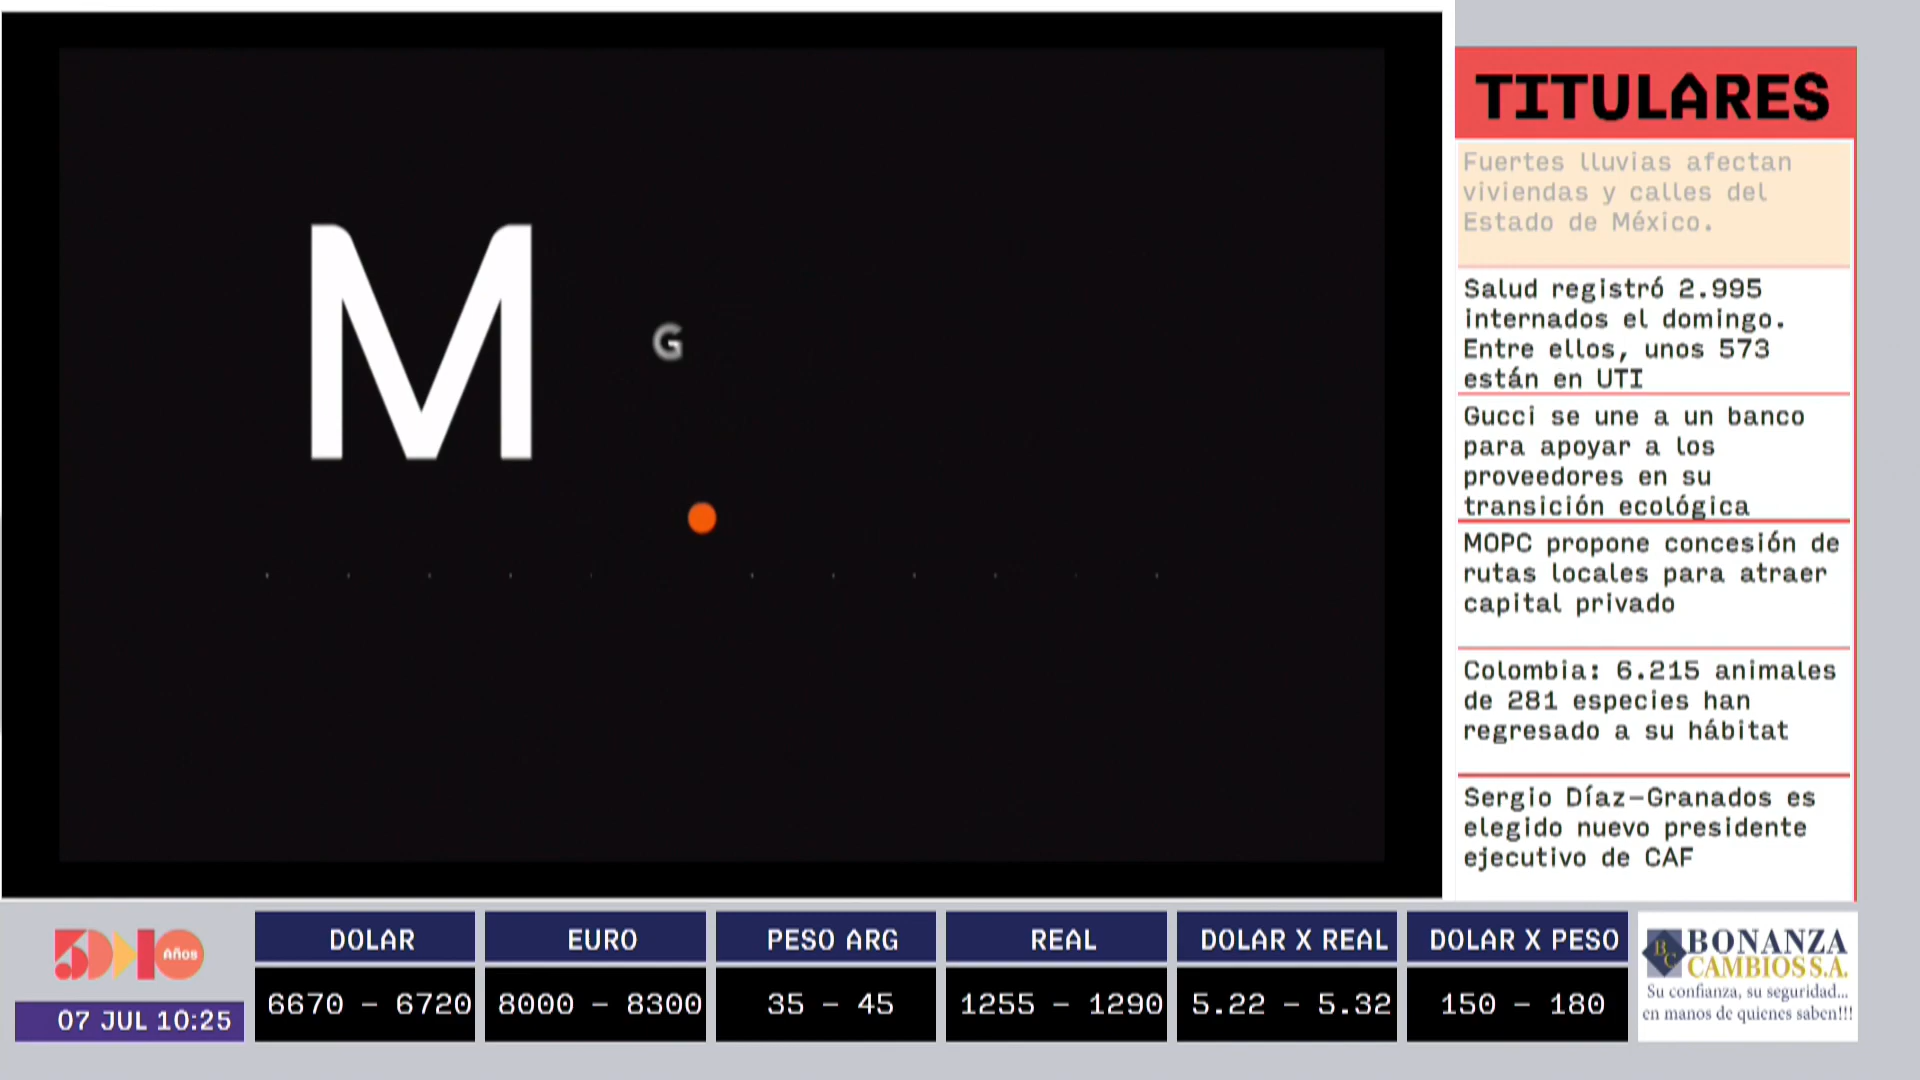 M
G
TITULARES
Fuertes lluvias afectan
viviendas y calles del
Estado de México.
Salud registró 2.995
internados el domingo.
Entre ellos, unos 573
están en UTI
Gucci se une a un banco
para apoyar a los
proveedores en su
transición ecológica
MOPC propone concesión de
rutas locales para atraer
capital privado
Colombia: 6.215 animales
de 281 especies han
regresado a su hábitat
Sergio Díaz-Granados es
elegido nuevo presidente
ejecutivo de CAF
5D10 Años
07 JUL 10:25
DOLAR
6670 - 6720
EURO
8000 - 8300
PESO ARG
35 - 45
REAL
1255 - 1290
DOLAR X REAL
5.22 - 5.32
DOLAR X PESO
150 - 180
BC
BONANZA
CAMBIOS S.A.
Su confianza, su seguridad...
en manos de quienes saben!!!